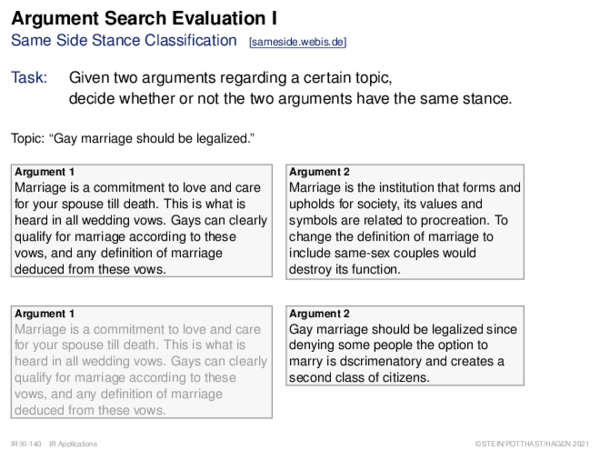 Argument Search Evaluation I
Same Side Stance Classification [sameside.webis.de]
Task: Given two arguments regarding a certain topic,
decide whether or not the two arguments have the same stance.
Topic: “Gay marriage should be legalized.”
Argument 1
Marriage is a commitment to love and care
for your spouse till death. This is what is
heard in all wedding vows. Gays can clearly
qualify for marriage according to these
vows, and any definition of marriage
deduced from these vows.
Argument 2
Marriage is the institution that forms and
upholds for society, its values and
symbols are related to procreation. To
change the definition of marriage to
include same-sex couples would
destroy its function.
Argument 1
Marriage is a commitment to love and care
for your spouse till death. This is what is
heard in all wedding vows. Gays can clearly
qualify for marriage according to these
vows, and any definition of marriage
deduced from these vows.
Argument 2
Gay marriage should be legalized since
denying some people the option to
marry is dscrimenatory and creates a
second class of citizens.
IR:XI-140 IR Applications
©STEIN/POTTHAST/HAGEN 2021